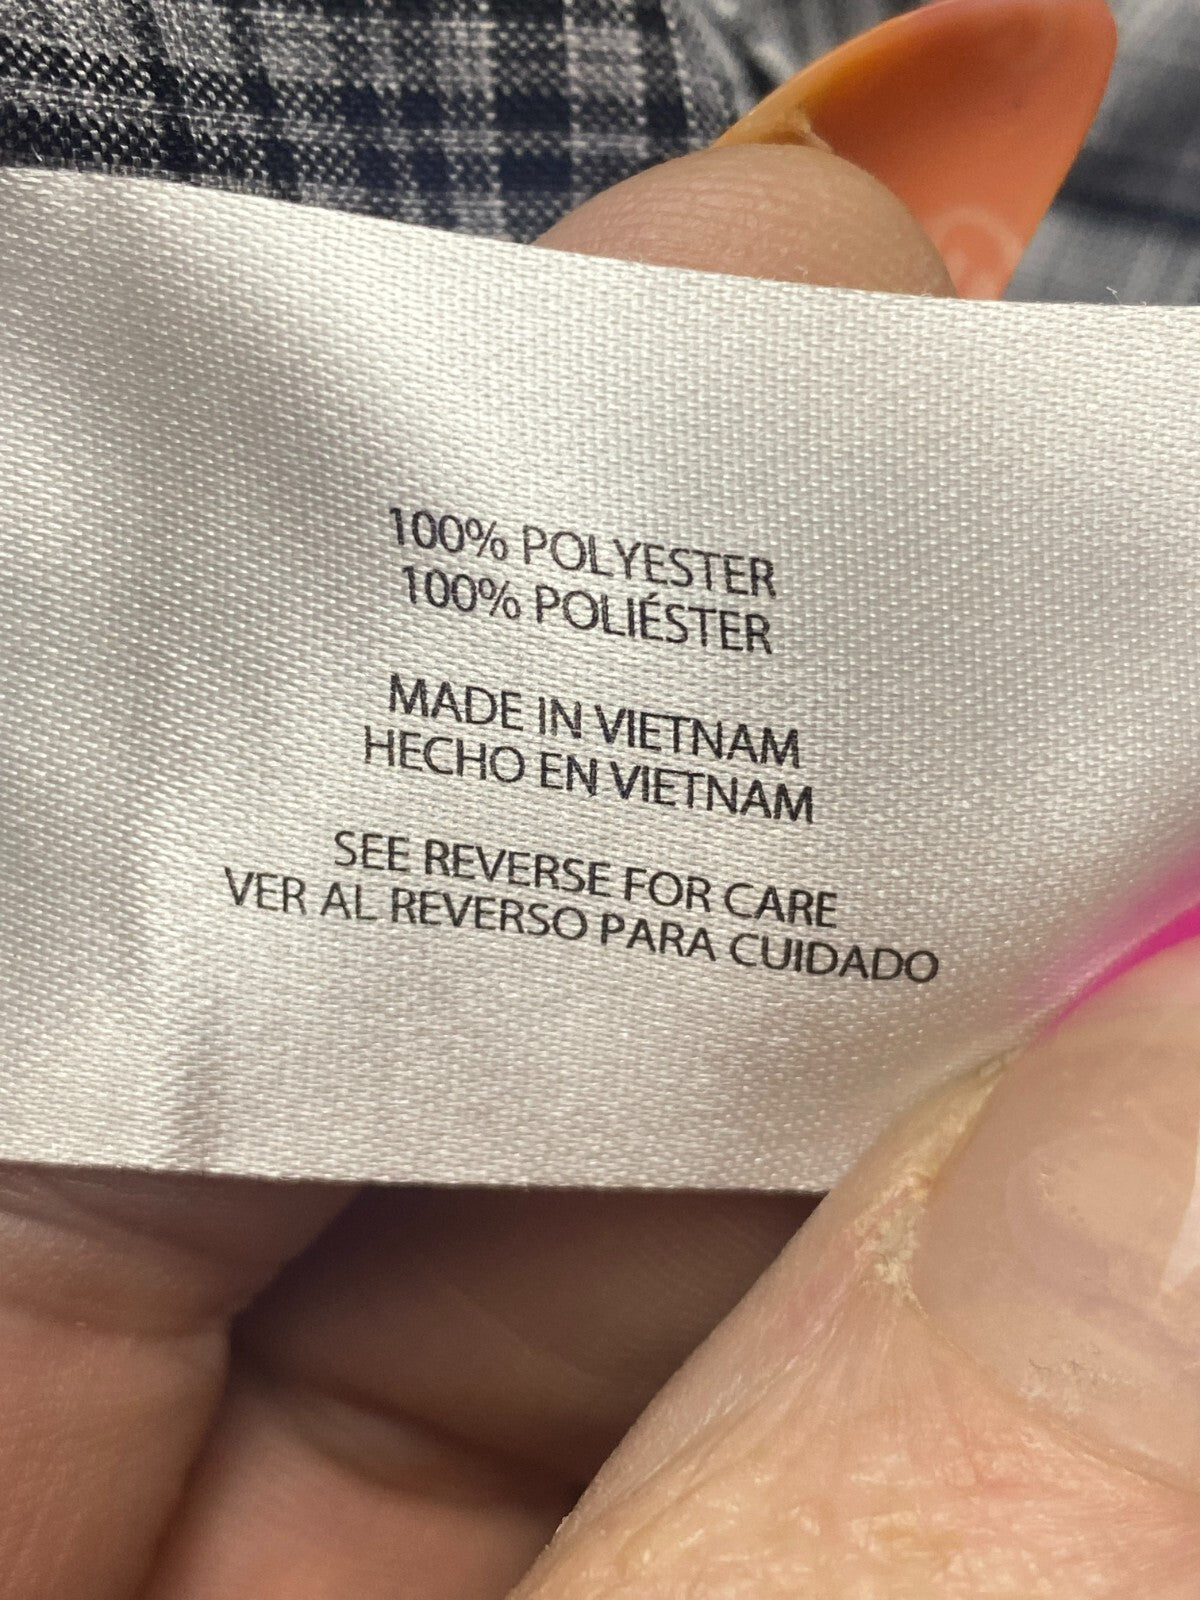 100% POLYESTER
100% POLIÉSTER
MADE IN VIETNAM
HECHO EN VIETNAM
SEE REVERSE FOR CARE
VER AL REVERSO PARA CUIDADO